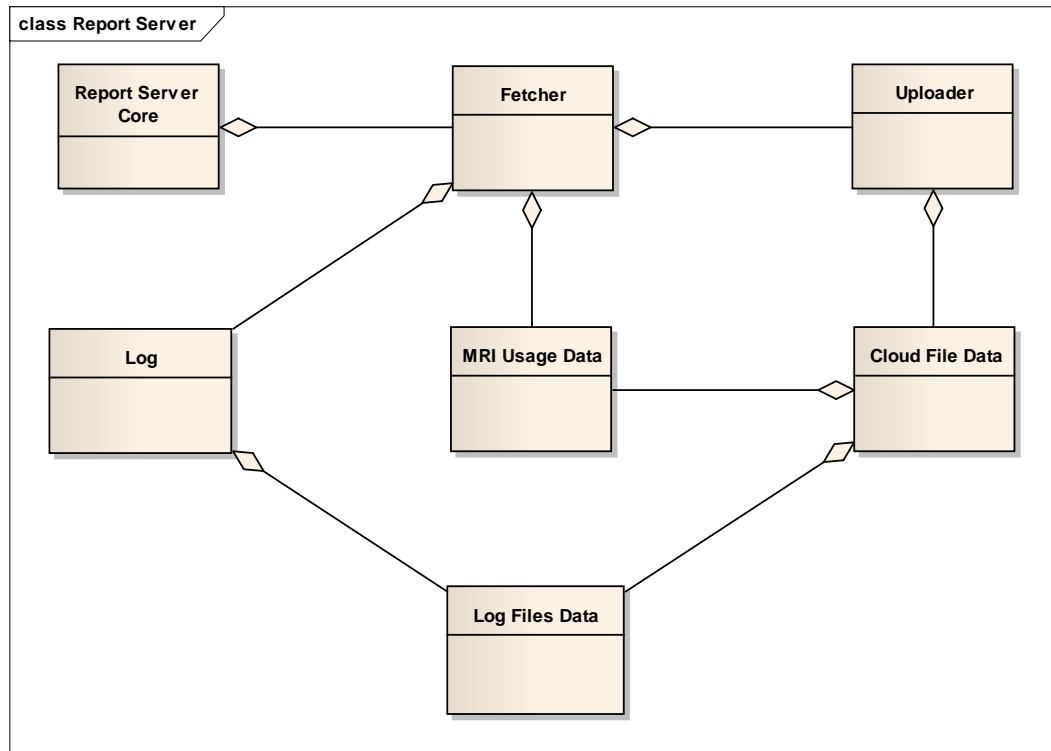 class Report Server
Report Server
Core
Fetcher
Uploader
Log
MRI Usage Data
Cloud File Data
Log Files Data